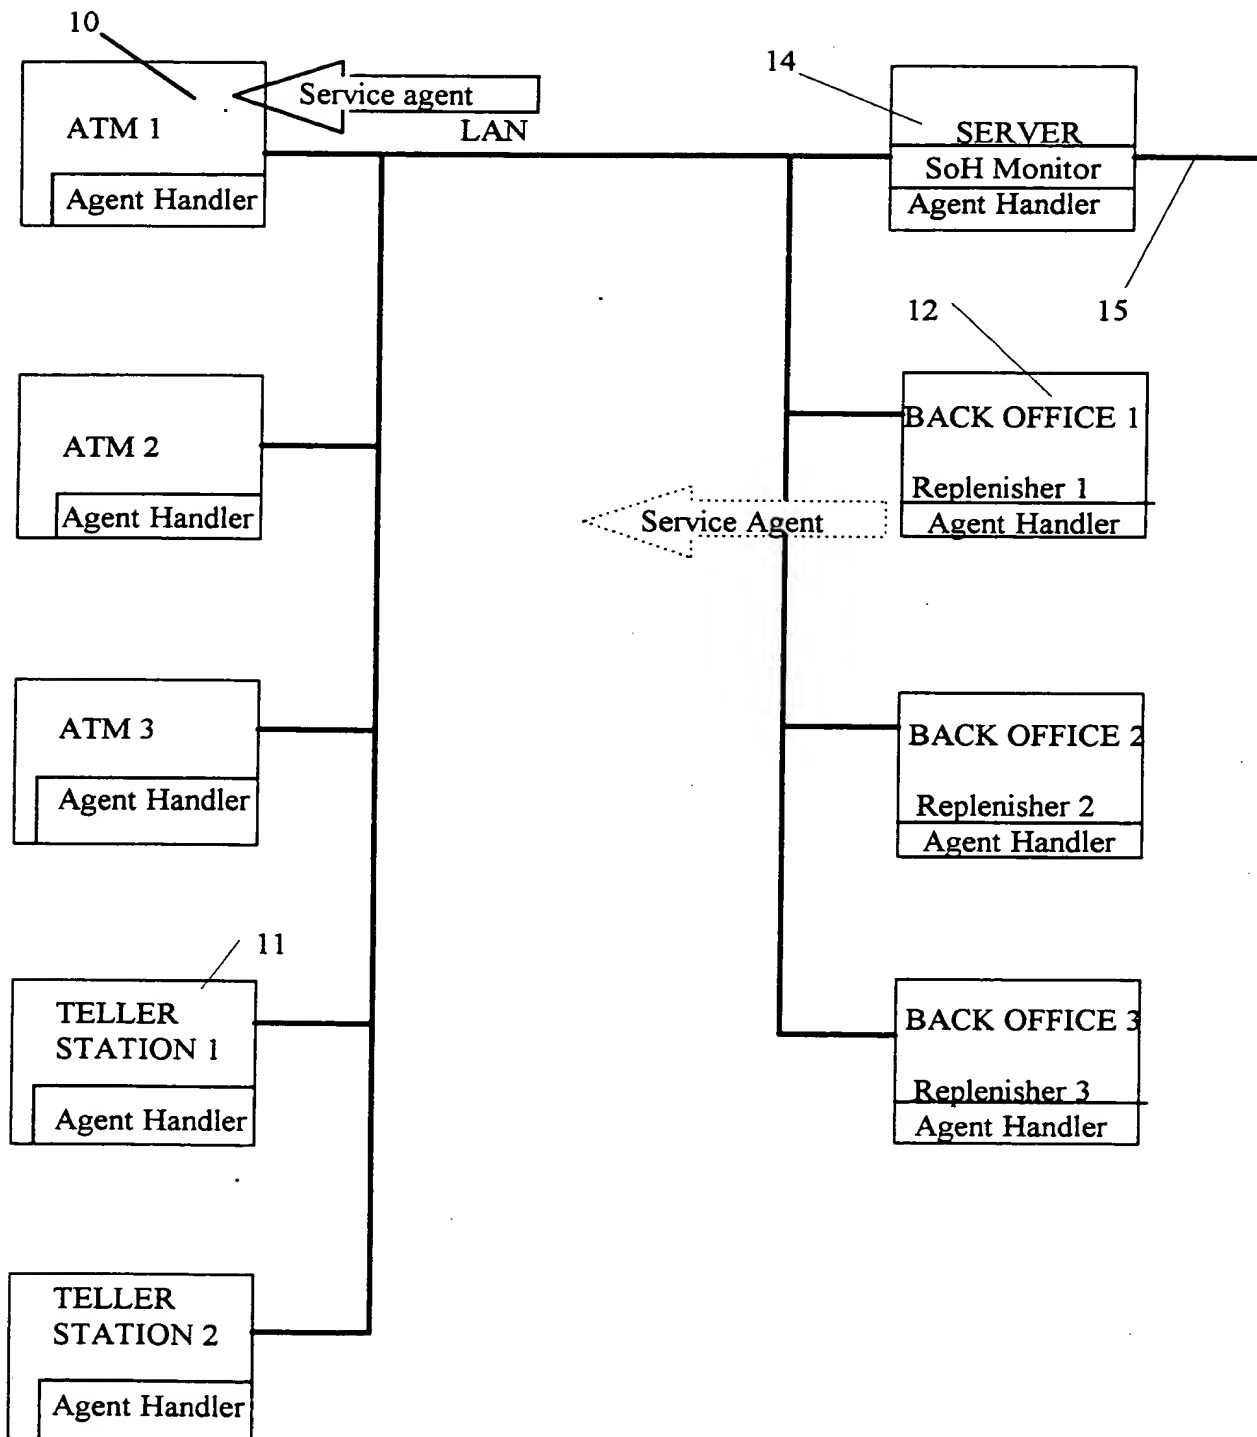 10
ATM 1
Service agent
LAN
Agent Handler
14
SERVER
SoH Monitor
Agent Handler
15
ATM 2
Agent Handler
12
BACK OFFICE 1
Replenisher 1
Agent Handler
Service Agent
ATM 3
Agent Handler
BACK OFFICE 2
Replenisher 2
Agent Handler
11
TELLER
STATION 1
Agent Handler
BACK OFFICE 3
Replenisher 3
Agent Handler
TELLER
STATION 2
Agent Handler